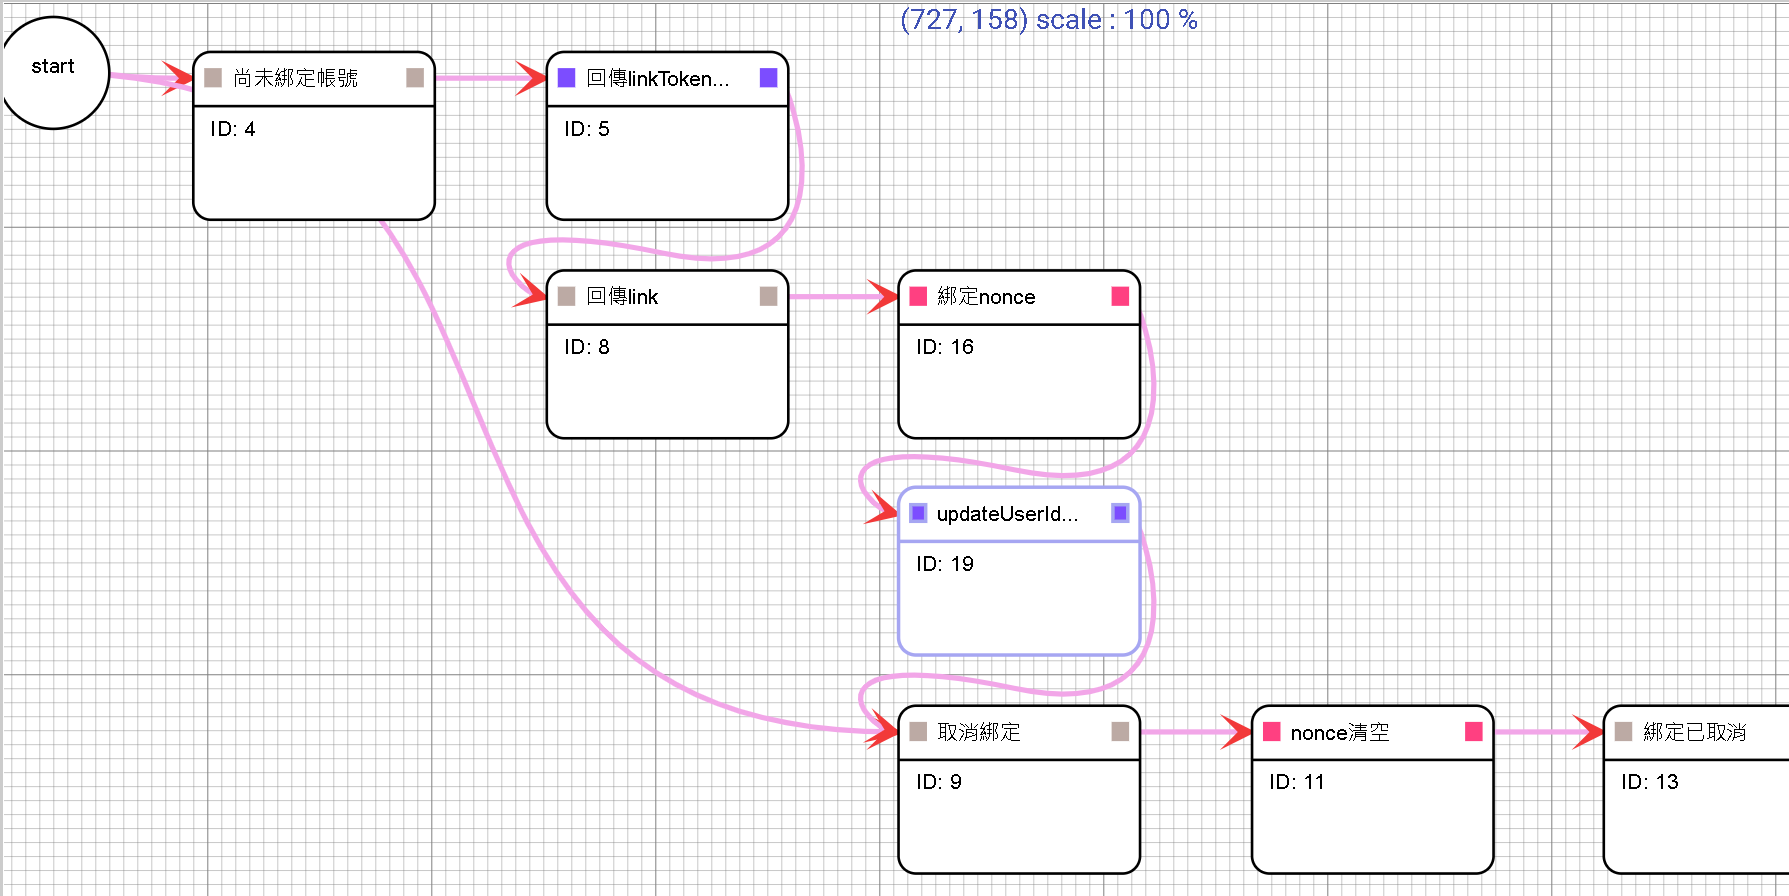 (727, 158) scale : 100 %
start
尚未綁定帳號
ID: 4
回傳linkToken...
ID: 5
回傳link
ID: 8
綁定nonce
ID: 16
updateUserId...
ID: 19
取消綁定
ID: 9
nonce清空
ID: 11
綁定已取消
ID: 13